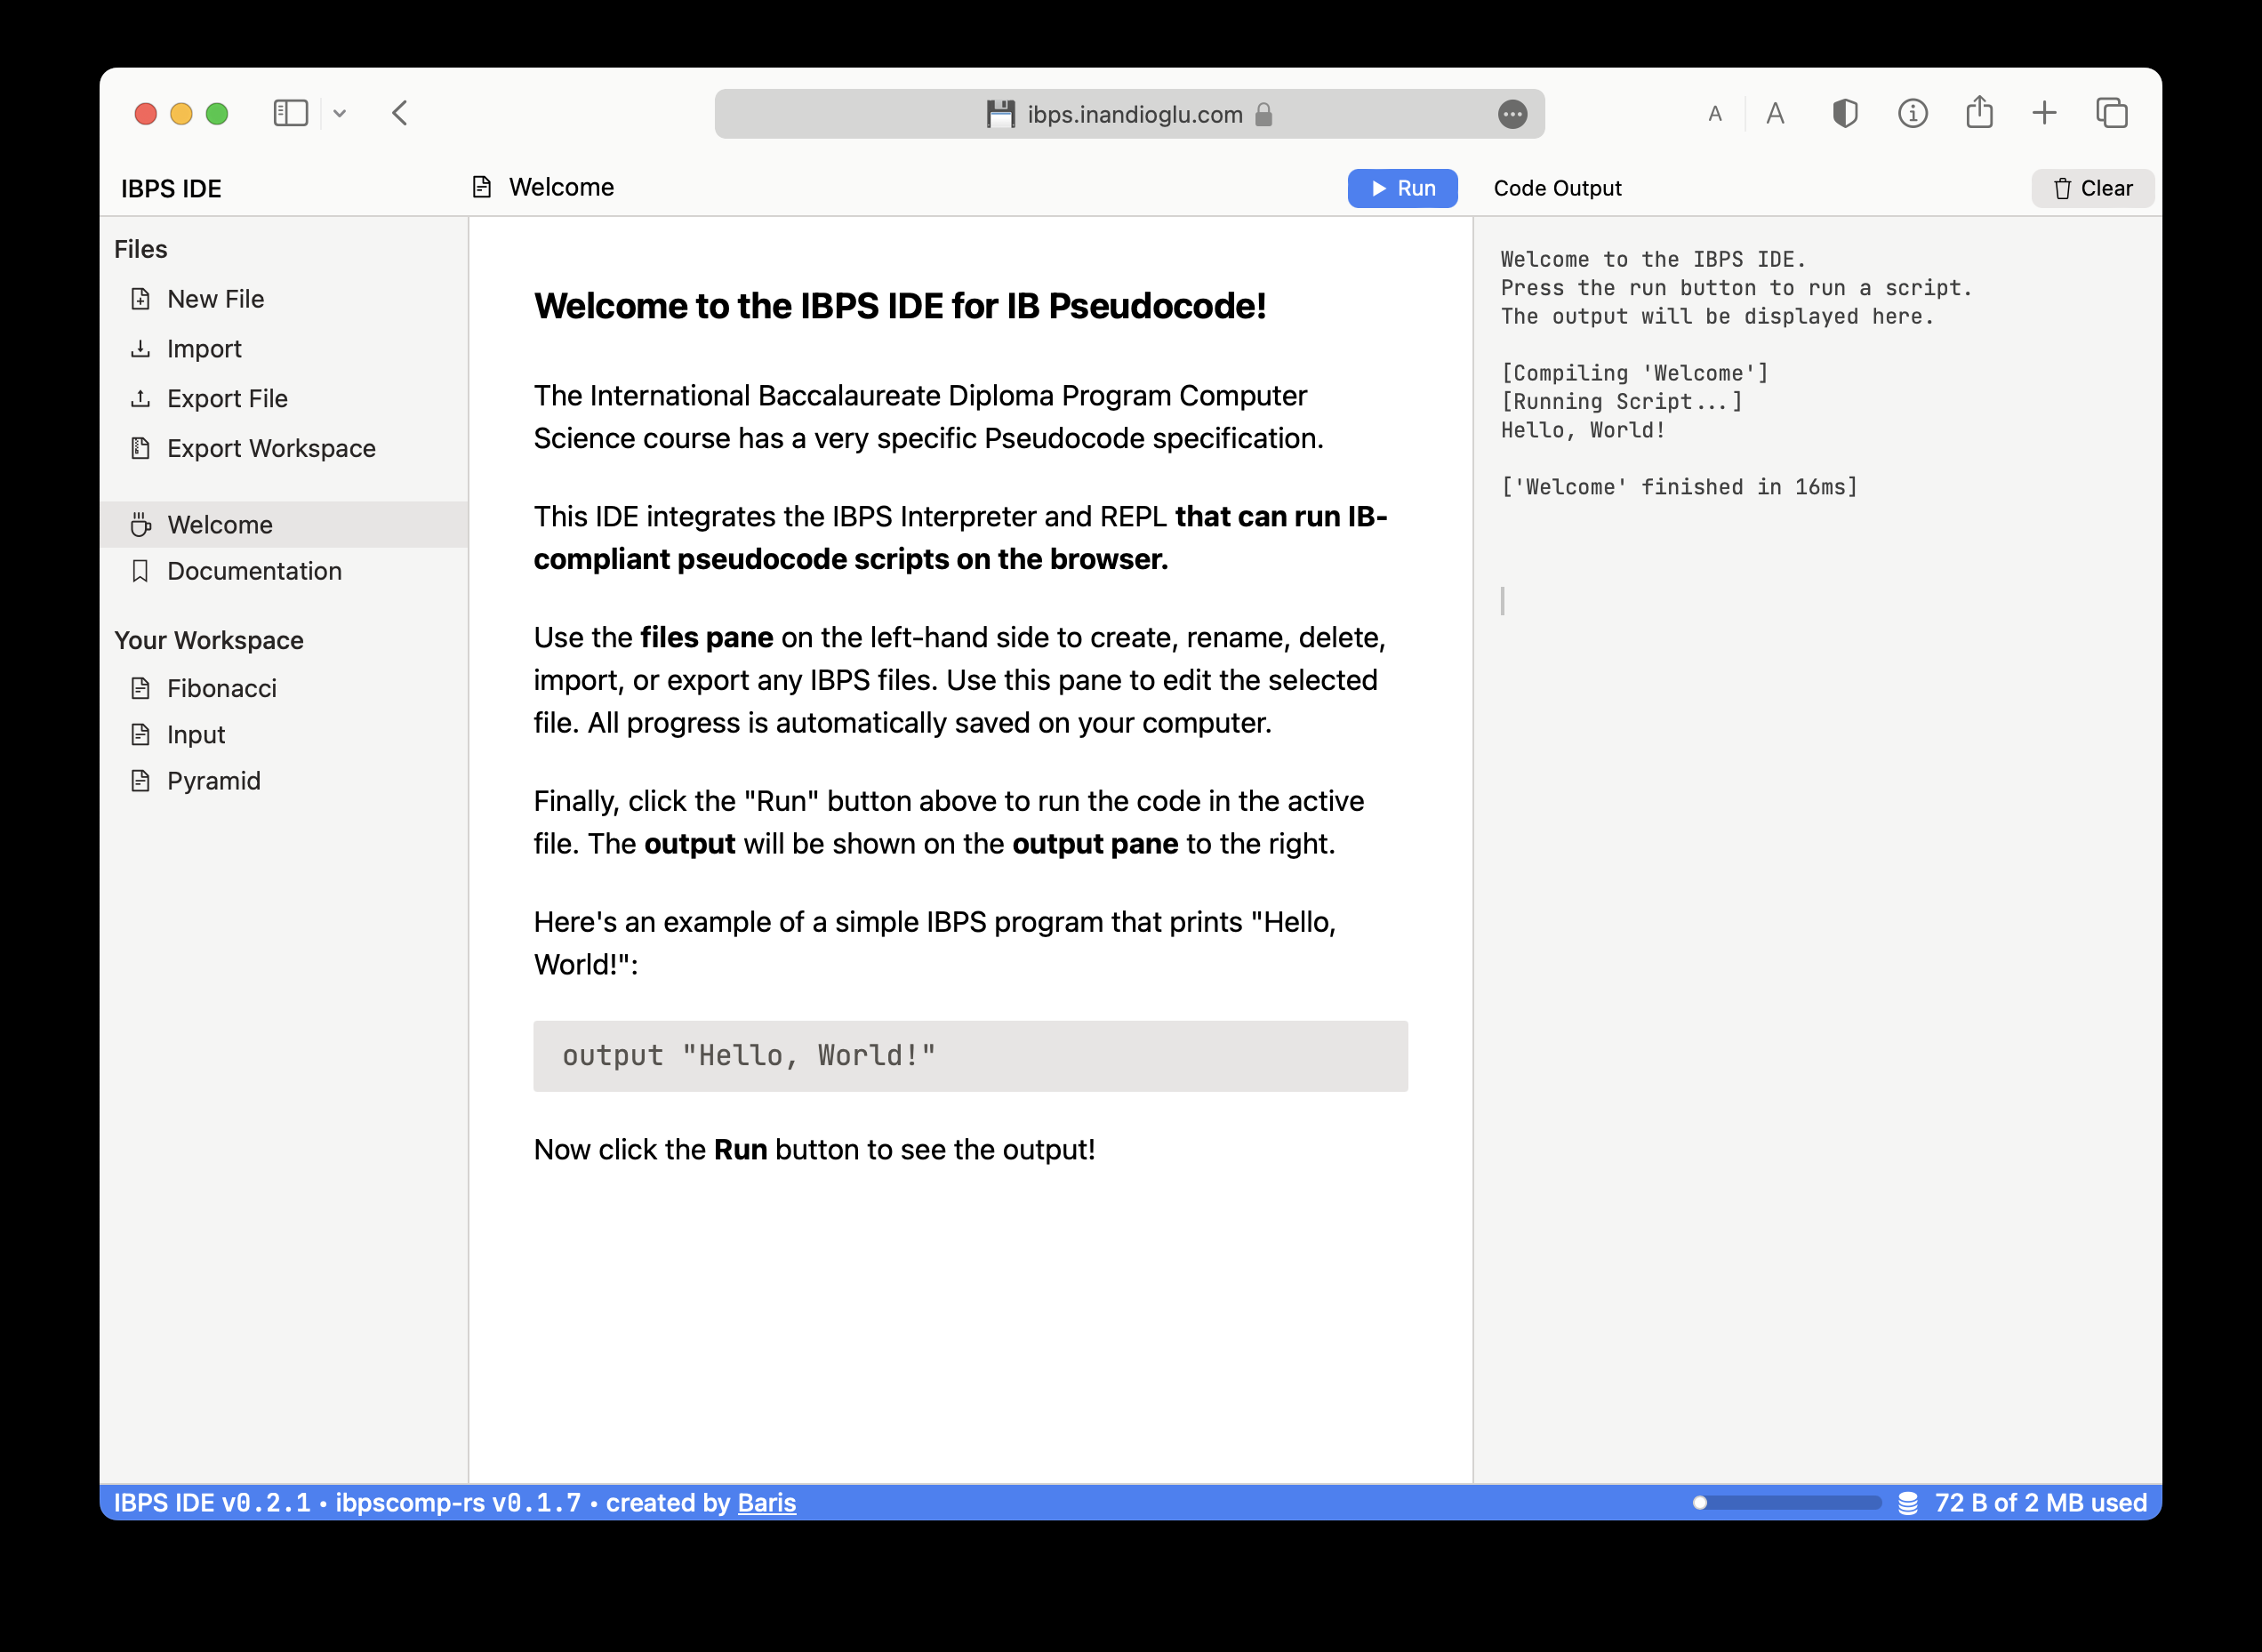 ibps.inandioglu.com
A A
IBPS IDE
Welcome
Run
Code Output
Clear
Files
New File
Import
Export File
Export Workspace
Welcome
Documentation
Your Workspace
Fibonacci
Input
Pyramid
Welcome to the IBPS IDE for IB Pseudocode!
The International Baccalaureate Diploma Program Computer
Science course has a very specific Pseudocode specification.
This IDE integrates the IBPS Interpreter and REPL that can run IB-
compliant pseudocode scripts on the browser.
Use the files pane on the left-hand side to create, rename, delete,
import, or export any IBPS files. Use this pane to edit the selected
file. All progress is automatically saved on your computer.
Finally, click the "Run" button above to run the code in the active
file. The output will be shown on the output pane to the right.
Here's an example of a simple IBPS program that prints "Hello,
World!":
output "Hello, World!"
Now click the Run button to see the output!
Welcome to the IBPS IDE.
Press the run button to run a script.
The output will be displayed here.
[Compiling 'Welcome']
[Running Script...]
Hello, World!
['Welcome' finished in 16ms]
IBPS IDE v0.2.1 • ibpscomp-rs v0.1.7 • created by Baris
72 B of 2 MB used